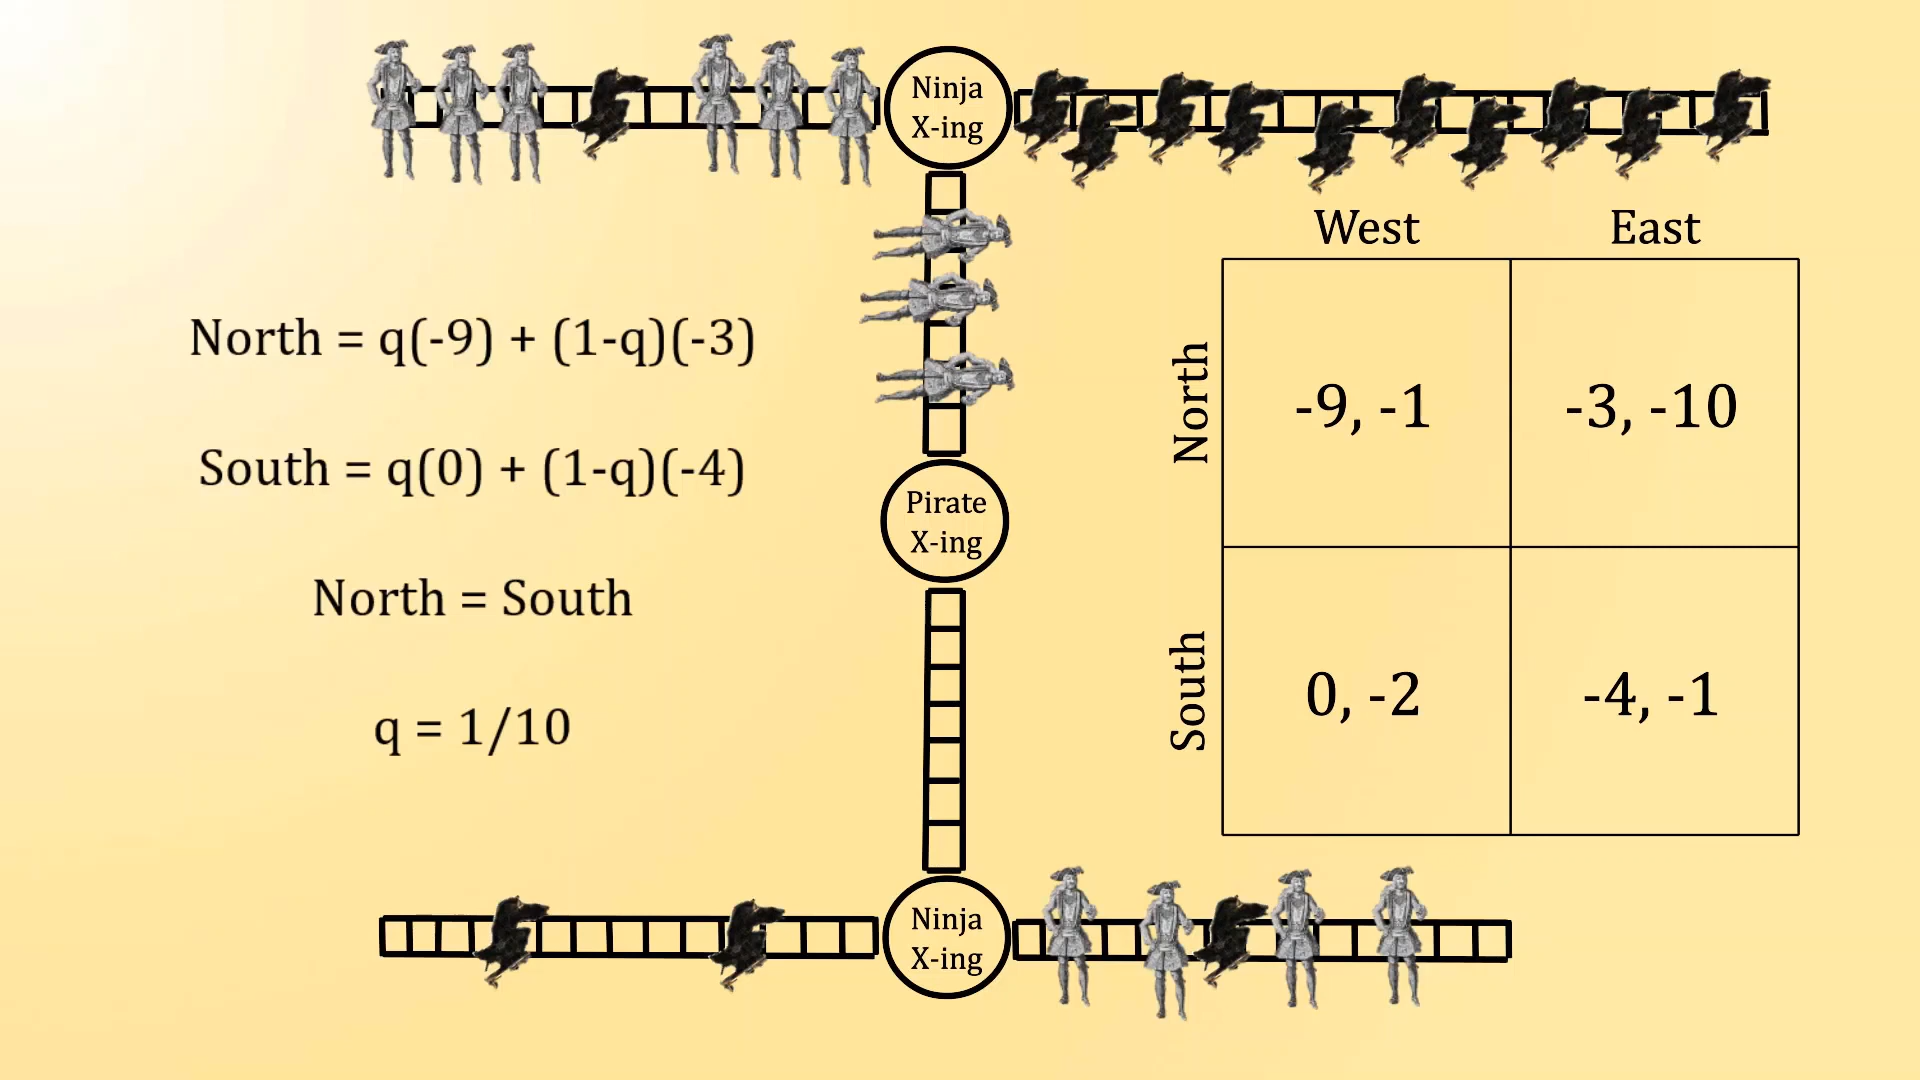 Ninja
X-ing
West East
North = q(-9) + (1-q)(-3)
North
-9, -1 -3, -10
South = q(0) + (1-q)(-4)
Pirate
X-ing
North = South
South
0, -2 -4, -1
q = 1/10
Ninja
X-ing